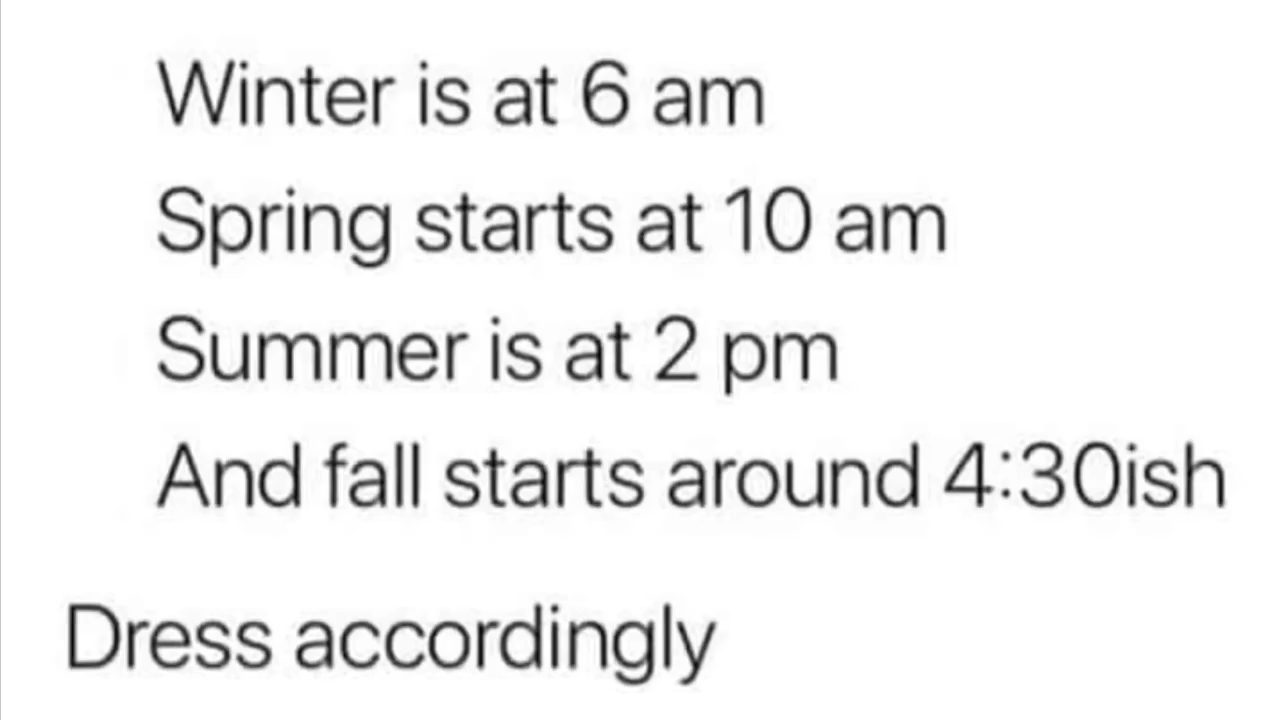 Winter is at 6 am
Spring starts at 10 am
Summer is at 2 pm
And fall starts around 4:30ish
Dress accordingly